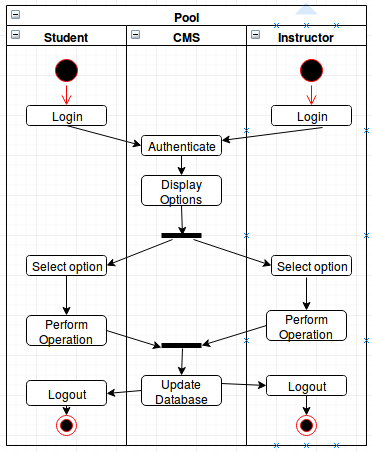 Pool
Student
CMS
Instructor
Login
Login
Authenticate
Display
Options
Select option
Select option
Perform
Operation
Perform
Operation
Update
Database
Logout
Logout